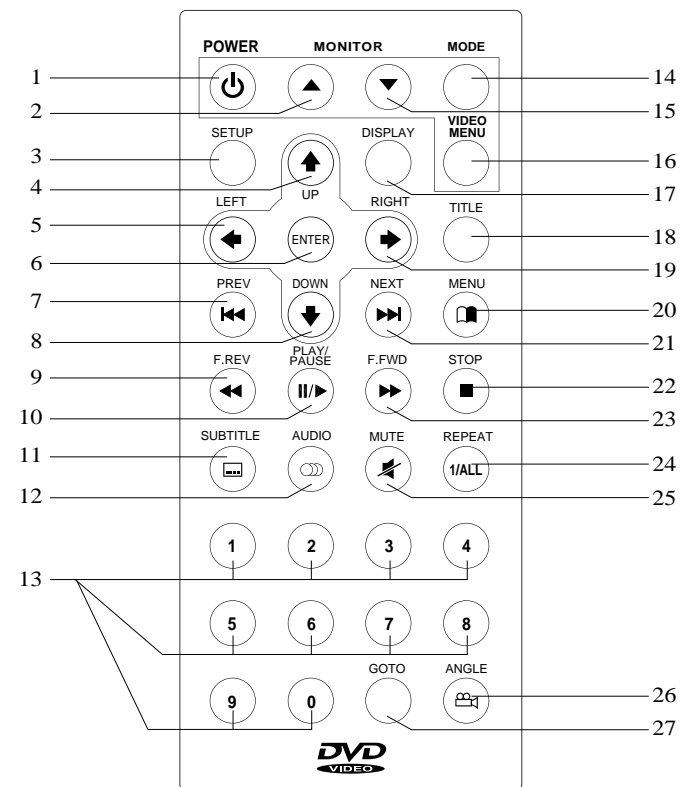 POWER MONITOR MODE
1 14
2 15
VIDEO
MENU
SETUP DISPLAY
3 16
4 17
UP
LEFT RIGHT TITLE
5 18
ENTER
6 19
PREV DOWN NEXT MENU
7 20
8 21
PLAY/
PAUSE
F.REV F.FWD STOP
9 22
10 23
SUBTITLE AUDIO MUTE REPEAT
11 24
1/ALL
12 25
1 2 3 4
13
5 6 7 8
GOTO ANGLE
9 0 26
27
DVD
VIDEO